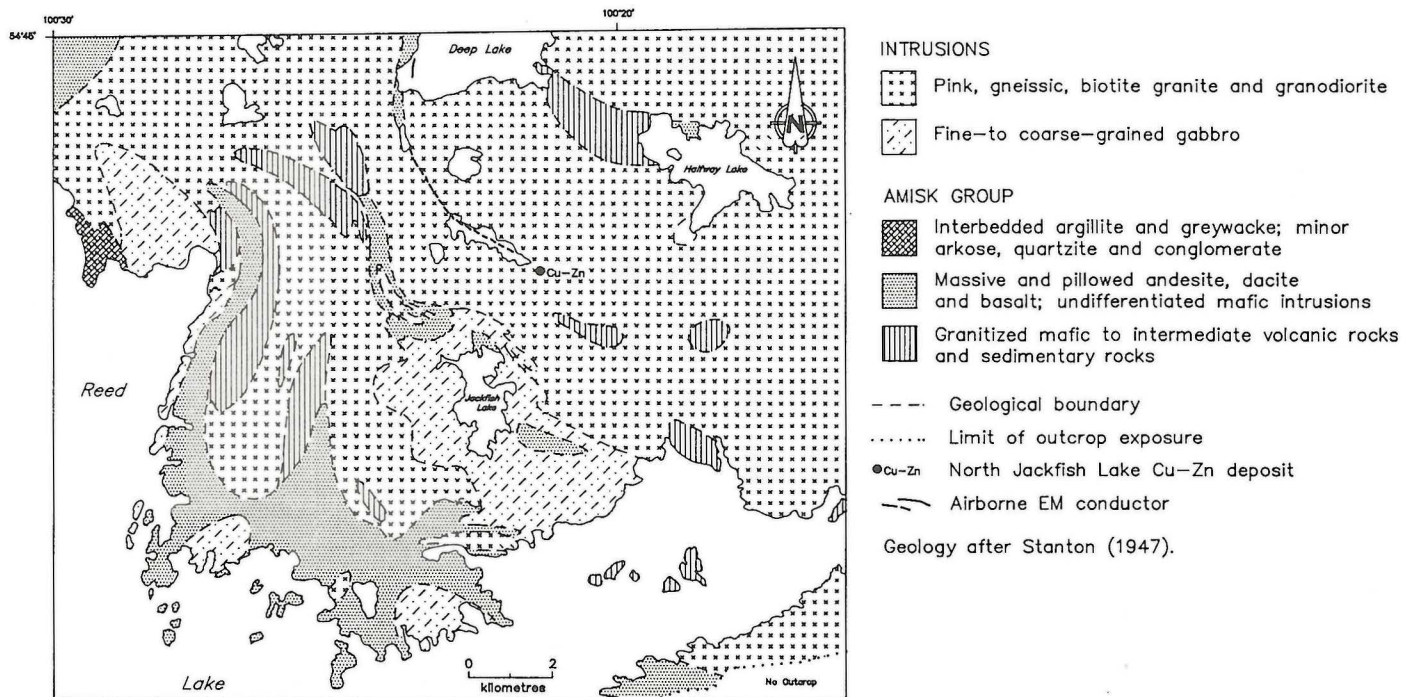 100°30'
100°20'
54°45'
Deep Lake
Halfway Lake
Cu-Zn
Reed
Jackfish
Lake
Lake
0 2
kilometres
No Outcrop
N
INTRUSIONS
Pink, gneissic, biotite granite and granodiorite
Fine-to coarse-grained gabbro
AMISK GROUP
Interbedded argillite and greywacke; minor
arkose, quartzite and conglomerate
Massive and pillowed andesite, dacite
and basalt; undifferentiated mafic intrusions
Granitized mafic to intermediate volcanic rocks
and sedimentary rocks
Geological boundary
Limit of outcrop exposure
Cu-Zn North Jackfish Lake Cu-Zn deposit
Airborne EM conductor
Geology after Stanton (1947).